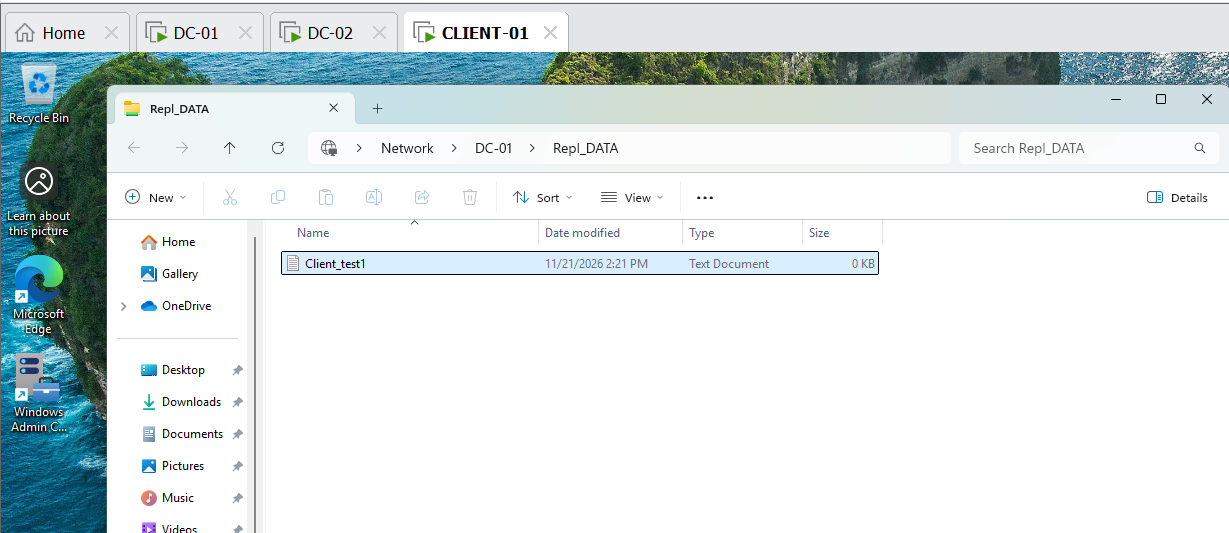 Home
DC-01
DC-02
CLIENT-01
Recycle Bin
Learn about
this picture
Microsoft
Edge
Windows
Admin C...
Repl_DATA
Network
DC-01
Repl_DATA
Search Repl_DATA
New
Sort
View
Details
Home
Gallery
OneDrive
Desktop
Downloads
Documents
Pictures
Music
Videos
Name
Date modified
Type
Size
Client_test1
11/21/2026 2:21 PM
Text Document
0 KB